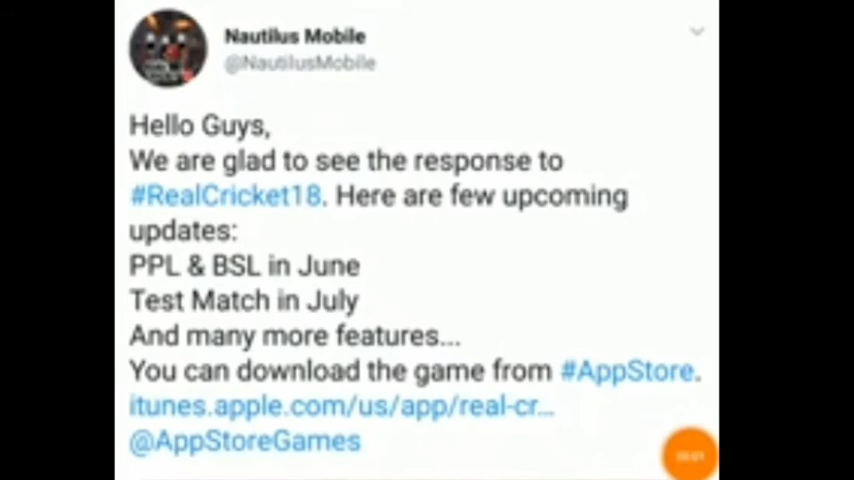 Nautilus Mobile
@NautilusMobile
Hello Guys,
We are glad to see the response to
#RealCricket18. Here are few upcoming
updates:
PPL & BSL in June
Test Match in July
And many more features...
You can download the game from #AppStore.
itunes.apple.com/us/app/real-cr...
@AppStoreGames